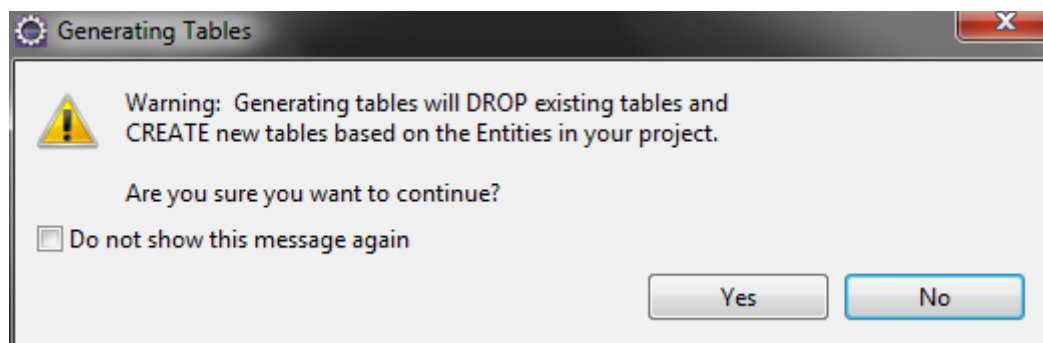 Generating Tables
Warning:  Generating tables will DROP existing tables and
CREATE new tables based on the Entities in your project.
Are you sure you want to continue?
Do not show this message again
Yes
No